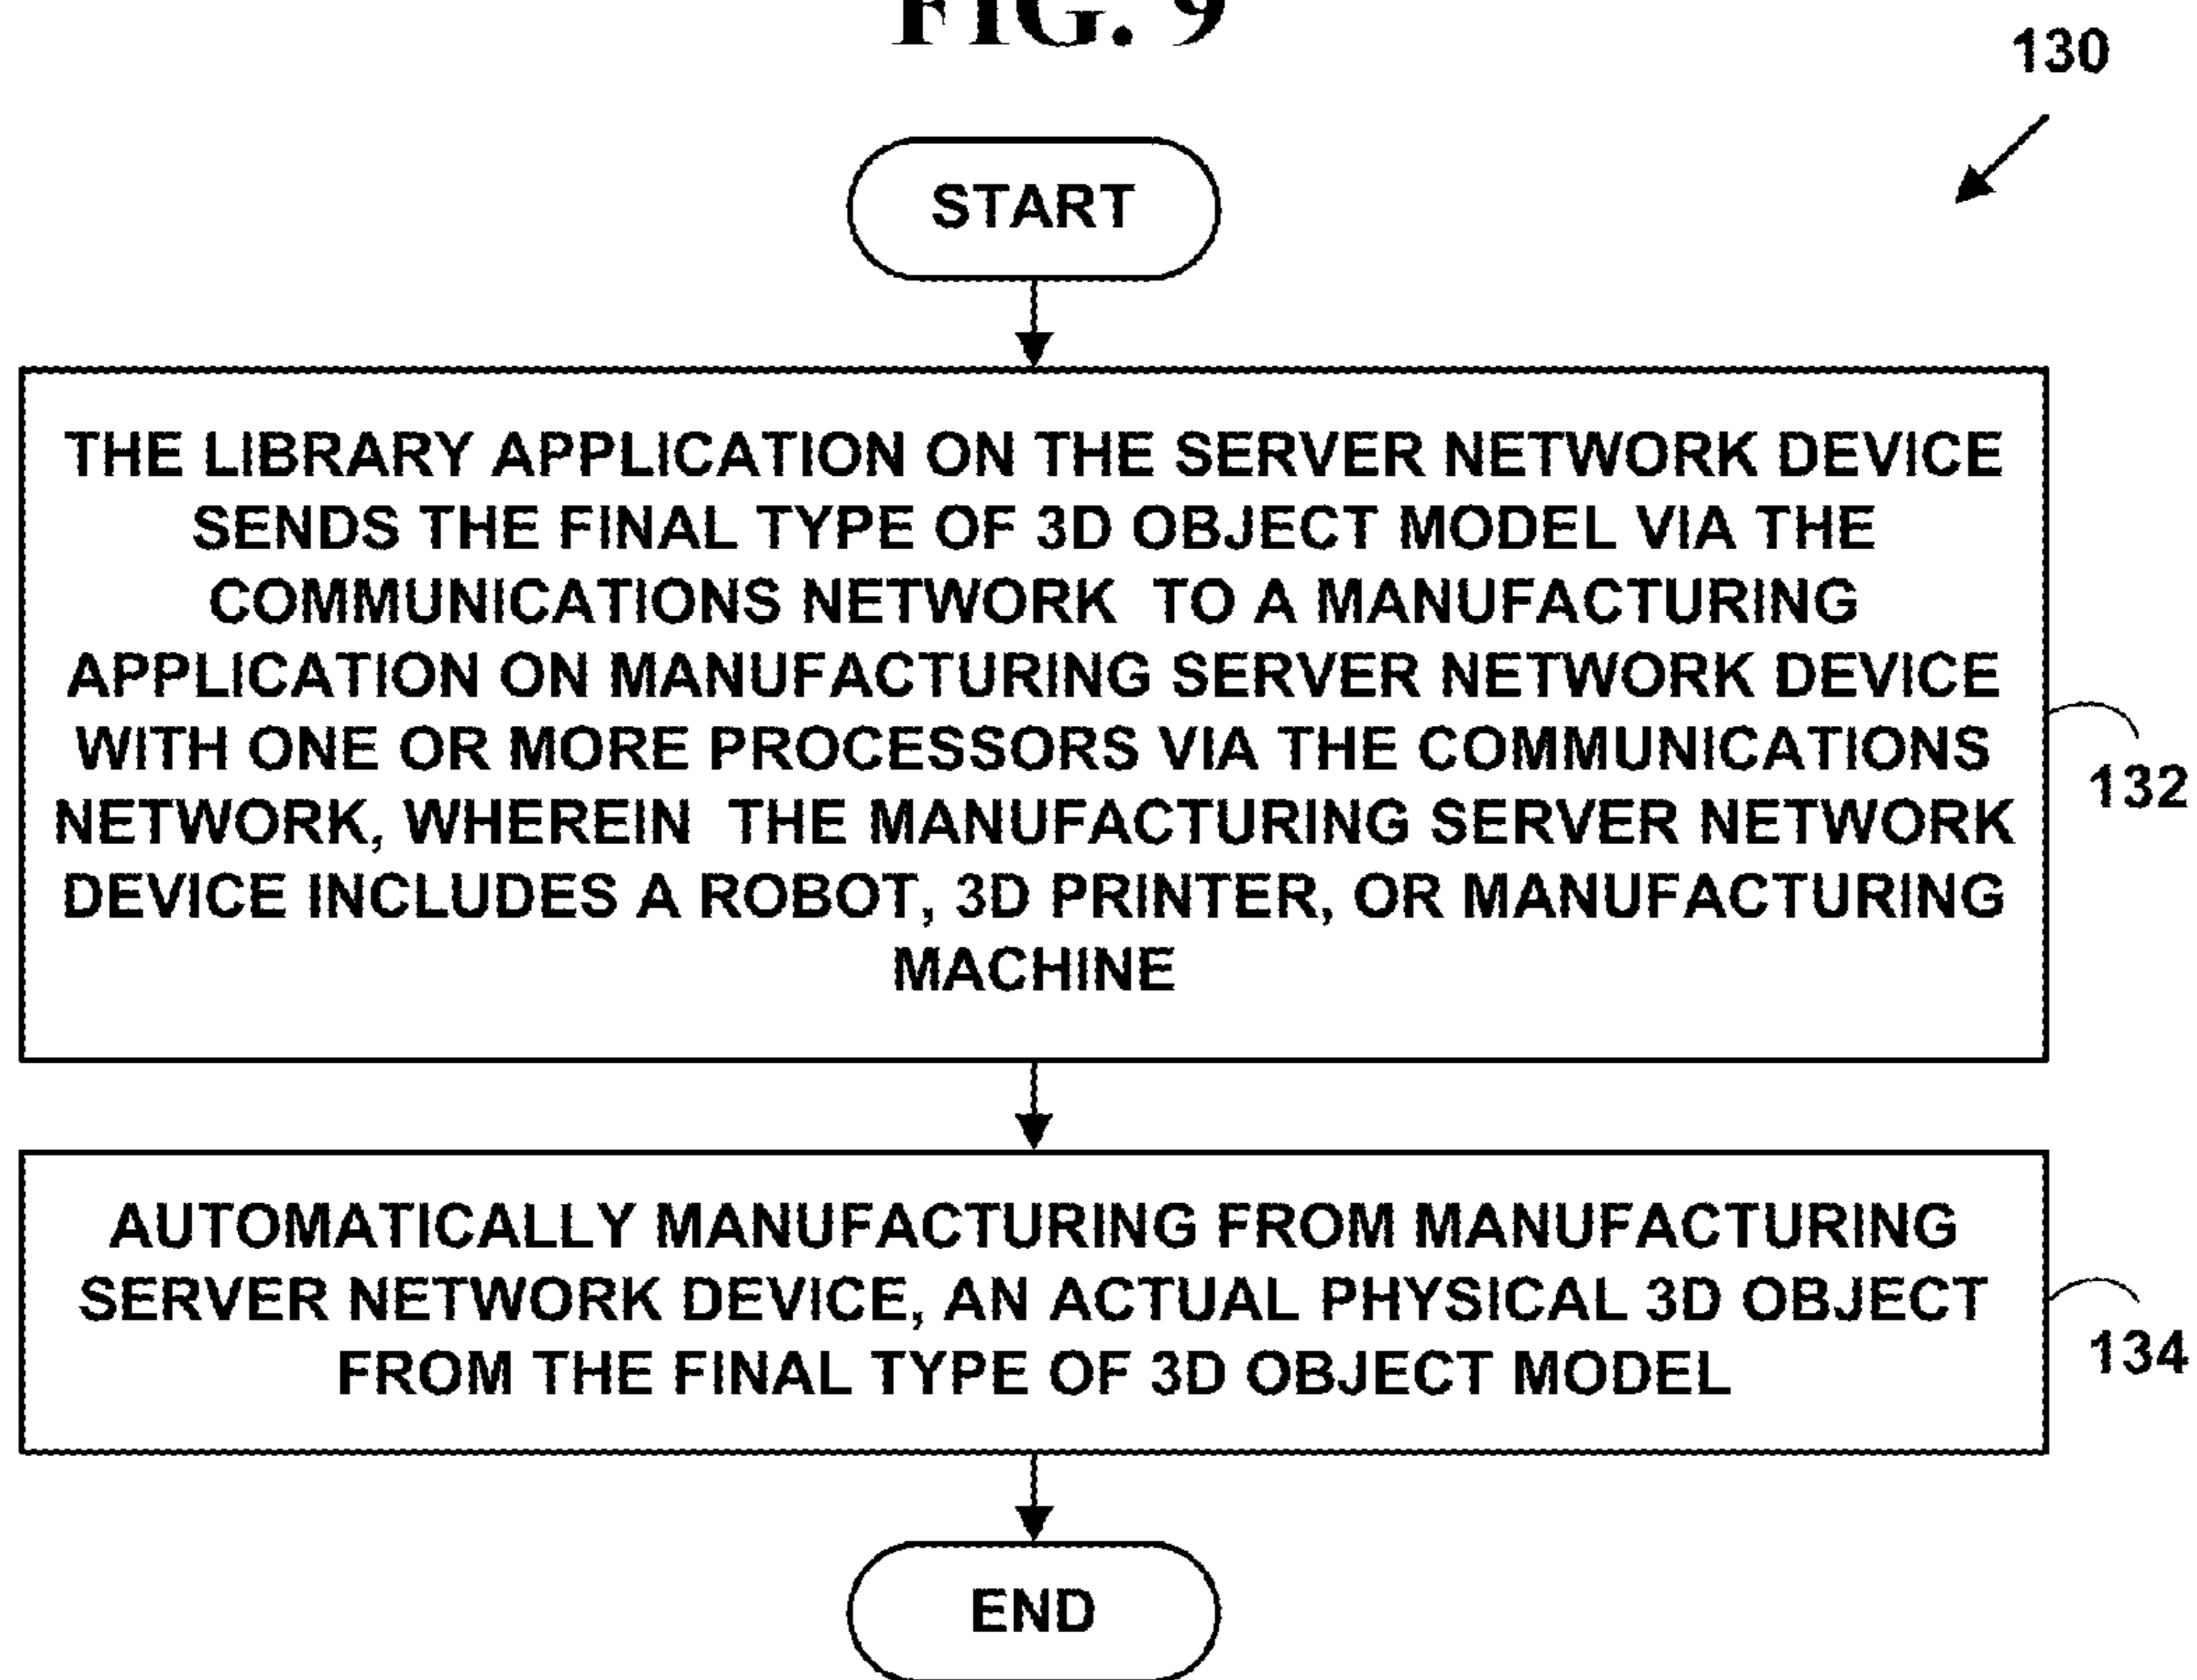 FIG. 9
130
START
THE LIBRARY APPLICATION ON THE SERVER NETWORK DEVICE
SENDS THE FINAL TYPE OF 3D OBJECT MODEL VIA THE
COMMUNICATIONS NETWORK TO A MANUFACTURING
APPLICATION ON MANUFACTURING SERVER NETWORK DEVICE
WITH ONE OR MORE PROCESSORS VIA THE COMMUNICATIONS
NETWORK, WHEREIN THE MANUFACTURING SERVER NETWORK
DEVICE INCLUDES A ROBOT, 3D PRINTER, OR MANUFACTURING
MACHINE
132
AUTOMATICALLY MANUFACTURING FROM MANUFACTURING
SERVER NETWORK DEVICE, AN ACTUAL PHYSICAL 3D OBJECT
FROM THE FINAL TYPE OF 3D OBJECT MODEL
134
END